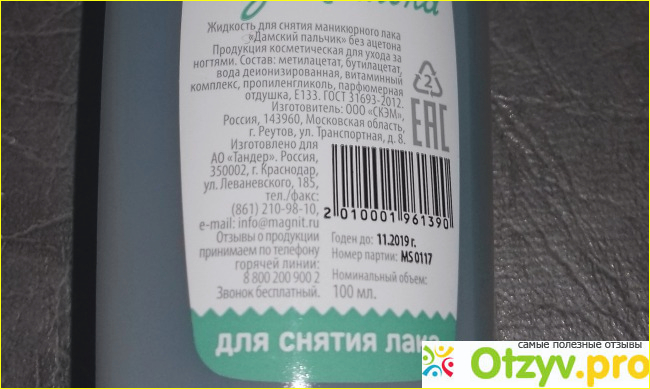 Жидкость для снятия маникюрного лака
«Дамский пальчик» без ацетона
Продукция косметическая для ухода за
ногтями. Состав: метилацетат, бутилацетат,
вода деионизированная, витаминный
комплекс, пропиленгликоль, парфюмерная
отдушка, Е133. ГОСТ 31693-2012.
Изготовитель: ООО «СКЭМ»,
Россия, 143960, Московская область,
г. Реутов, ул. Транспортная, д. 8.
Изготовлено для
АО «Тандер». Россия,
350002, г. Краснодар,
ул. Леваневского, 185,
тел./факс:
(861) 210-98-10,
e-mail: info@magnit.ru
Отзывы о продукции
принимаем по телефону
горячей линии:
8 800 200 900 2
Звонок бесплатный.
2
EAC
2 010001 961390
Годен до: 11.2019 г.
Номер партии: MS 0117
Номинальный объем:
100 мл.
для снятия лака
самые полезные отзывы
Otzyv.pro